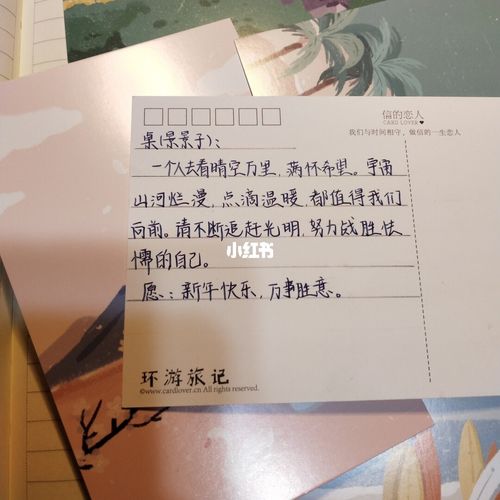 信的恋人
CARD LOVER
我们与时间相守，做信的一生恋人
景子）：
一个人去看晴空万里，满怀希望。宇宙
山河烂漫，点滴温暖，都值得我们
向前。请不断追赶光明，努力战胜怯
懦的自己。
小红书
愿：新年快乐，万事胜意。
环游旅记
©www.cardlover.cn All rights reserved.